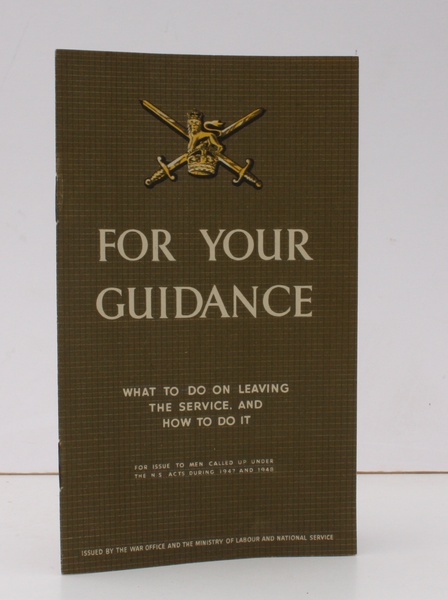 FOR YOUR
GUIDANCE
WHAT TO DO ON LEAVING
THE SERVICE, AND
HOW TO DO IT
FOR ISSUE TO MEN CALLED UP UNDER
THE N.S. ACTS DURING 1947 AND 1948
ISSUED BY THE WAR OFFICE AND THE MINISTRY OF LABOUR AND NATIONAL SERVICE